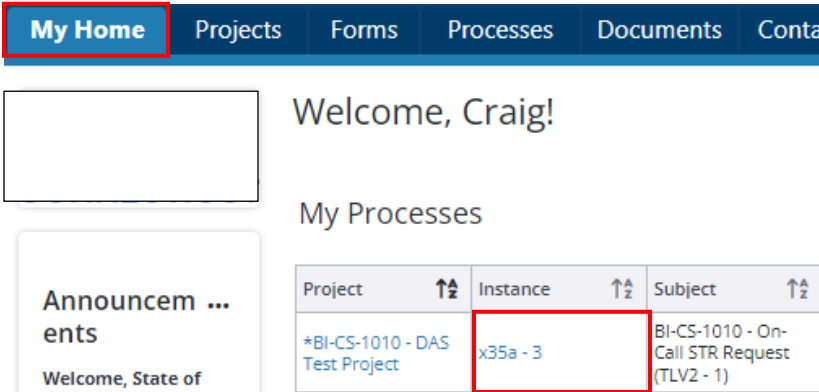 My Home Projects Forms Processes Documents Conta
Welcome, Craig!
My Processes
Announcem ...
ents
Welcome, State of
Project Instance Subject
*BI-CS-1010 - DAS
Test Project
x35a - 3
BI-CS-1010 - On-
Call STR Request
(TLV2 - 1)